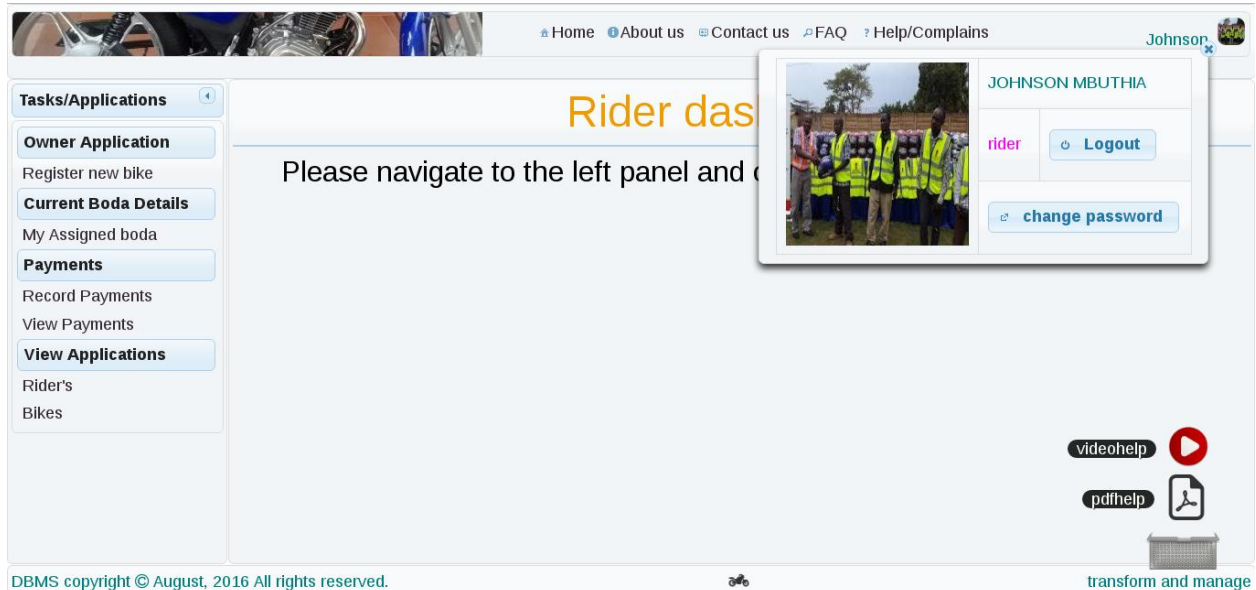 Home About us Contact us FAQ Help/Complains
Johnson
Tasks/Applications
Owner Application
Register new bike
Current Boda Details
My Assigned boda
Payments
Record Payments
View Payments
View Applications
Rider's
Bikes
Rider das
Please navigate to the left panel and
JOHNSON MBUTHIA
rider
Logout
change password
videohelp
pdfhelp
DBMS copyright © August, 2016 All rights reserved.
transform and manage